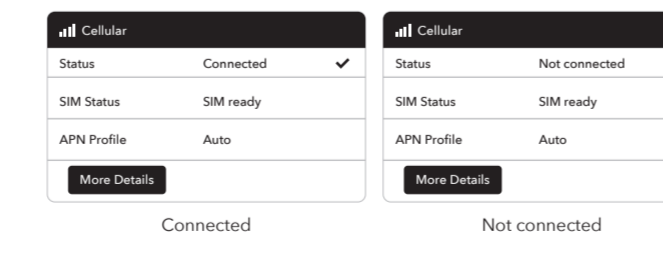 Cellular
Status Connected
SIM Status SIM ready
APN Profile Auto
More Details
Connected
Cellular
Status Not connected
SIM Status SIM ready
APN Profile Auto
More Details
Not connected